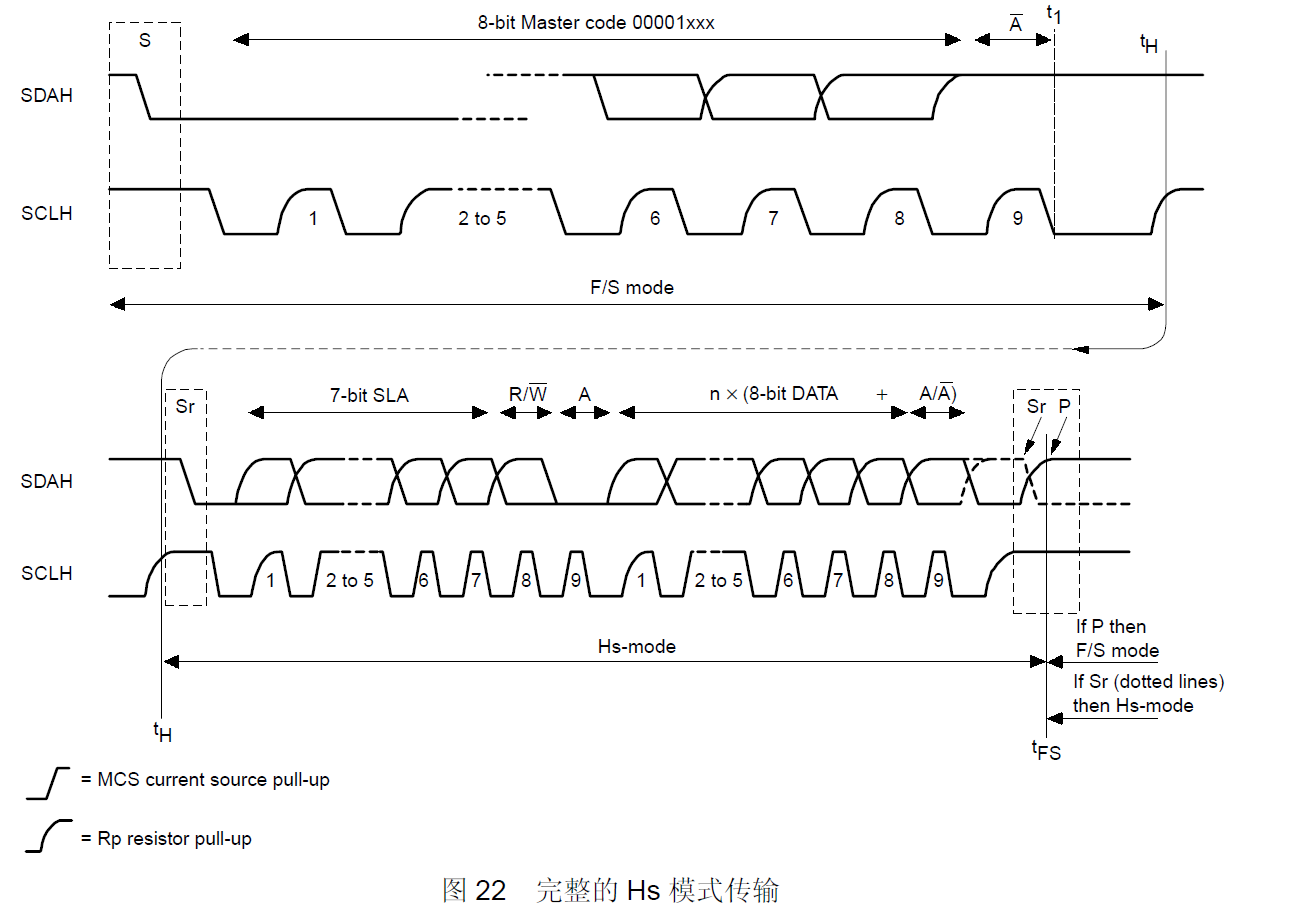 S
8-bit Master code 00001xxx
A̅
t1
tH
SDAH
SCLH
1
2 to 5
6
7
8
9
F/S mode
Sr
7-bit SLA
R/W̅
A
n × (8-bit DATA + A/A̅)
Sr P
SDAH
SCLH
1
2 to 5
6
7
8
9
1
2 to 5
6
7
8
9
If P then
F/S mode
Hs-mode
If Sr (dotted lines)
then Hs-mode
tH
tFS
= MCS current source pull-up
= Rp resistor pull-up
图 22 完整的 Hs 模式传输